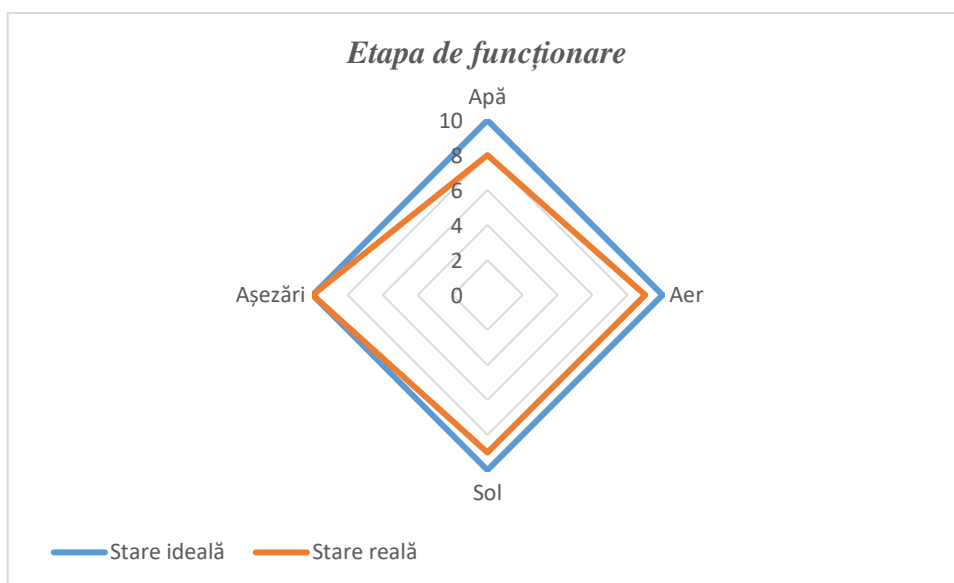 Etapa de funcționare
Apă
10
8
6
4
2
0
Așezări
Aer
Sol
Stare ideală
Stare reală